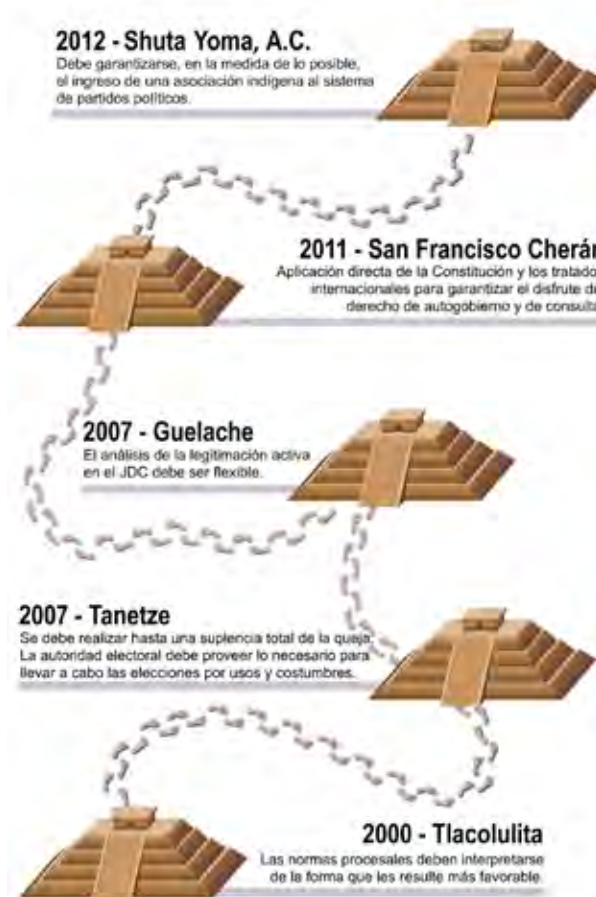 2012 - Shuta Yoma, A.C.
Debe garantizarse, en la medida de lo posible,
el ingreso de una asociación indígena al sistema
de partidos políticos.
2011 - San Francisco Cherán
Aplicación directa de la Constitución y los tratado
internacionales para garantizar el disfrute de
derecho de autogobierno y de consulta
2007 - Guelache
El análisis de la legitimación activa
en el JDC debe ser flexible.
2007 - Tanetze
Se debe realizar hasta una suplencia total de la queja.
La autoridad electoral debe proveer lo necesario para
llevar a cabo las elecciones por usos y costumbres.
2000 - Tlacolulita
Las normas procesales deben interpretarse
de la forma que les resulte más favorable.